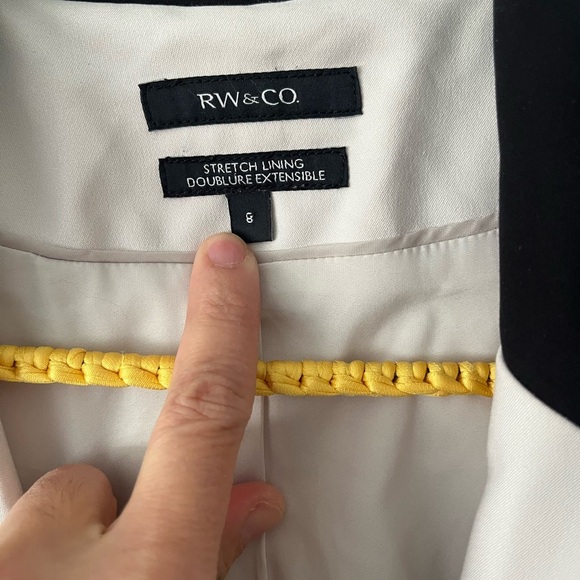 RW&CO.
STRETCH LINING
DOUBLURE EXTENSIBLE
8